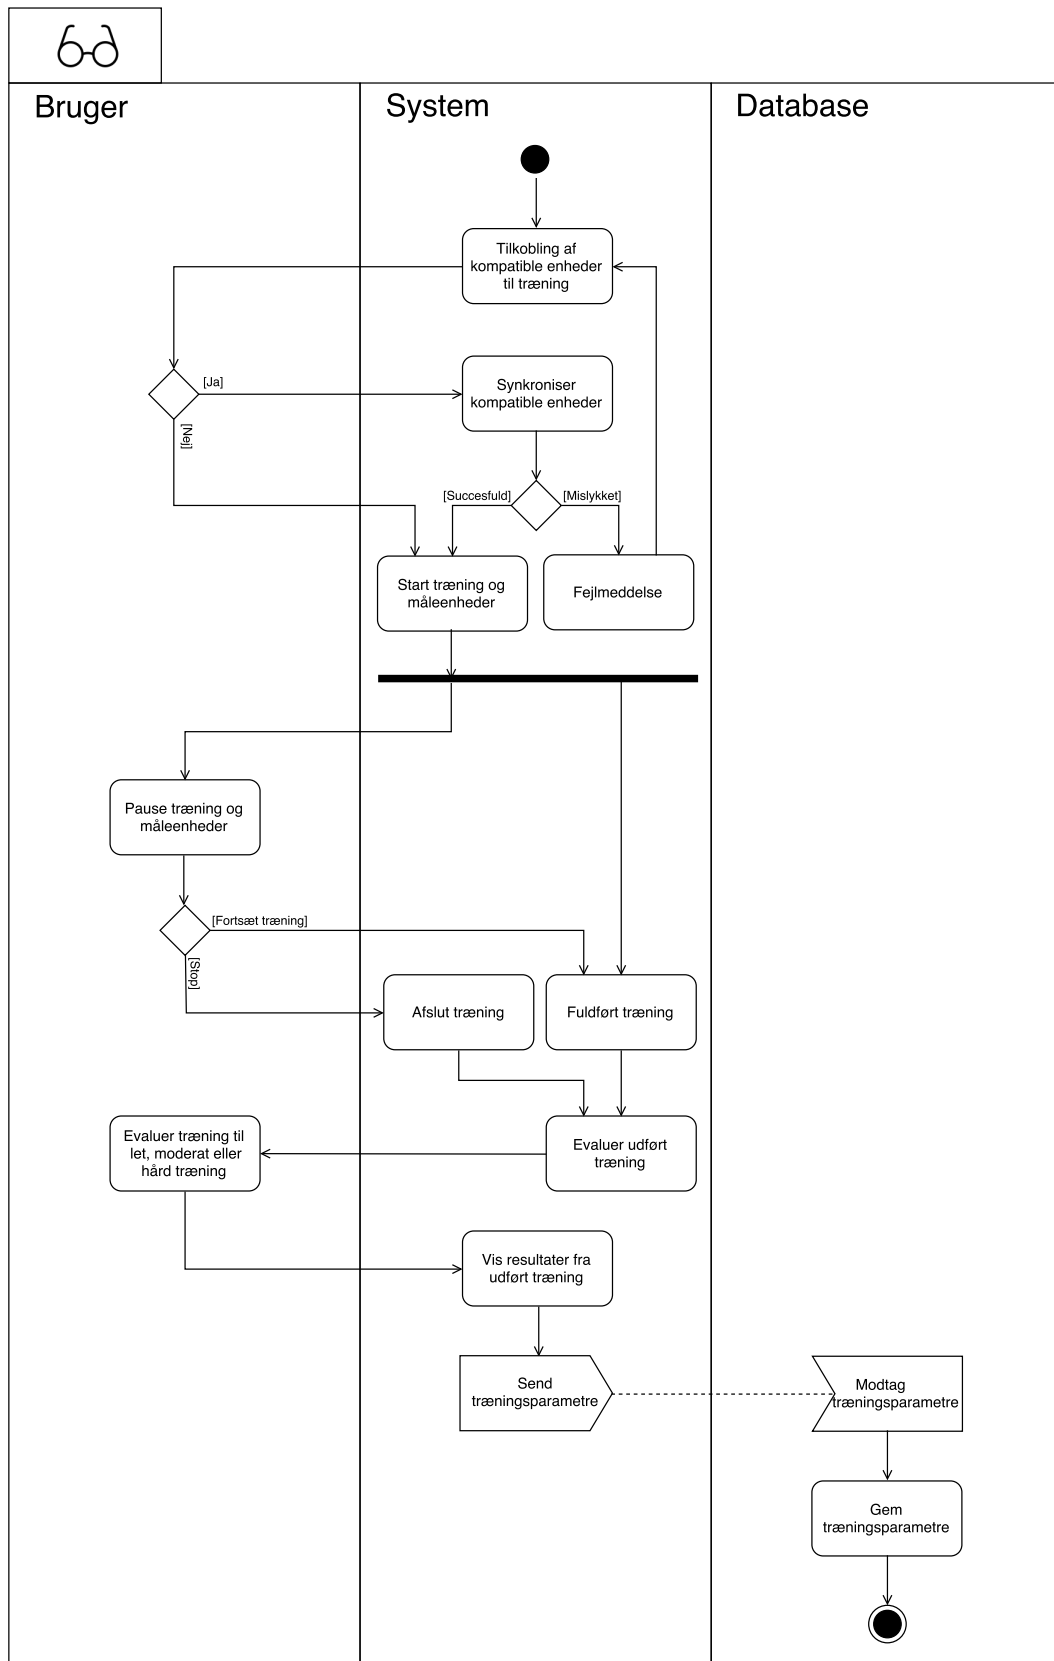 Bruger
System
Database
Tilkobling af
kompatible enheder
til træning
[Ja]
Synkroniser
kompatible enheder
[Nej]
[Succesfuld]
[Mislykket]
Start træning og
måleenheder
Fejlmeddelse
Pause træning og
måleenheder
[Fortsæt træning]
[Stop]
Afslut træning
Fuldført træning
Evaluer træning til
let, moderat eller
hård træning
Evaluer udført
træning
Vis resultater fra
udført træning
Send
træningsparametre
Modtag
træningsparametre
Gem
træningsparametre